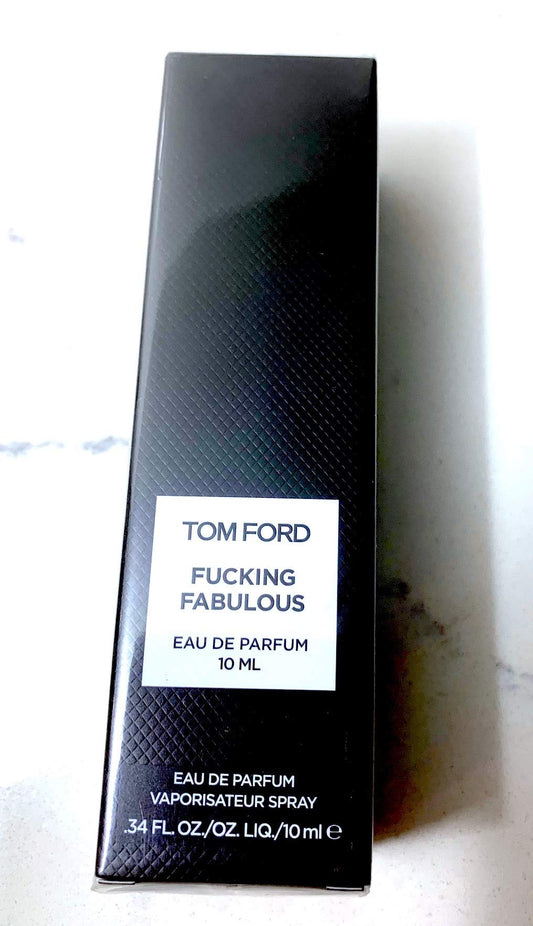 TOM FORD
FUCKING
FABULOUS
EAU DE PARFUM
10 ML
EAU DE PARFUM
VAPORISATEUR SPRAY
.34 FL. OZ./OZ. LIQ./10 ml ℮